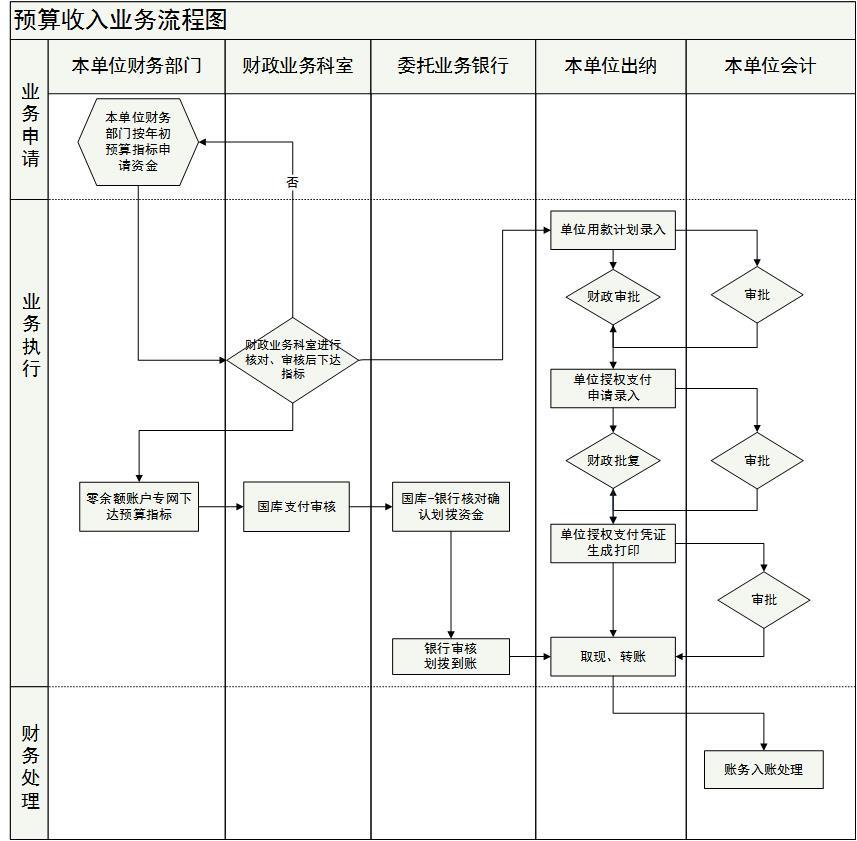 预算收入业务流程图
本单位财务部门
财政业务科室
委托业务银行
本单位出纳
本单位会计
业务申请
本单位财务
部门按年初
预算指标申
请资金
否
业务执行
单位用款计划录入
财政审批
审批
财政业务科室进行
核对、审核后下达
指标
单位授权支付
申请录入
财政批复
审批
零余额账户专网下
达预算指标
国库支付审核
国库-银行核对确
认划拨资金
单位授权支付凭证
生成打印
审批
银行审核
划拨到账
取现、转账
财务处理
账务入账处理